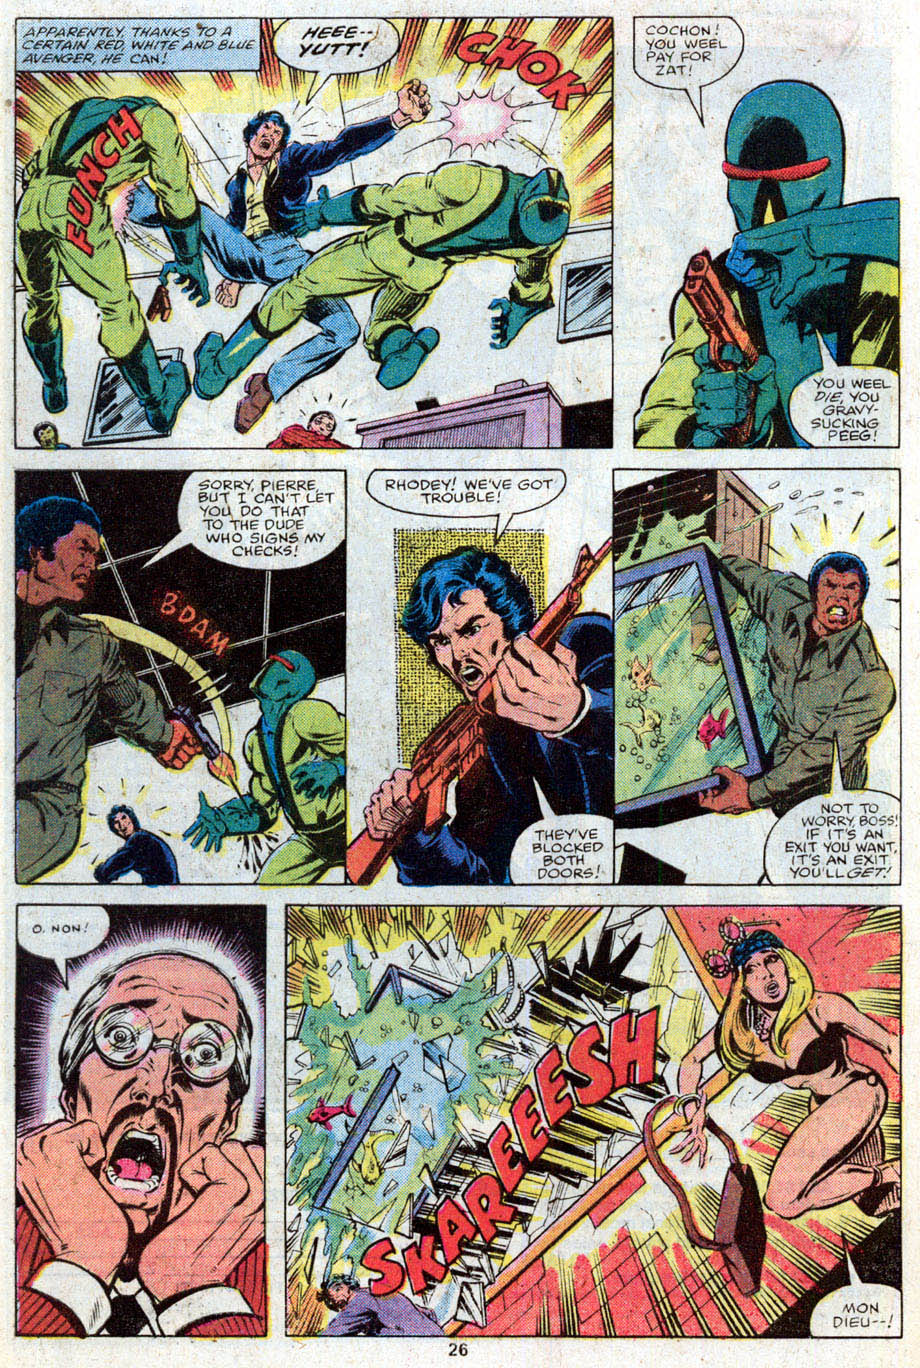 APPARENTLY, THANKS TO A
CERTAIN RED, WHITE AND BLUE
AVENGER, HE CAN!
HEEE--
YUTT!
CHOK
FUNCH
COCHON!
YOU WEEL
PAY FOR
ZAT!
YOU WEEL
DIE, YOU
GRAVY-
SUCKING
PEEG!
SORRY, PIERRE,
BUT I CAN'T LET
YOU DO THAT
TO THE DUDE
WHO SIGNS MY
CHECKS!
BDAM
RHODEY! WE'VE GOT
TROUBLE!
THEY'VE
BLOCKED
BOTH
DOORS!
NOT TO
WORRY, BOSS!
IF IT'S AN
EXIT YOU WANT,
IT'S AN EXIT
YOU'LL GET!
O, NON!
SKAREEESH
MON
DIEU--!
26